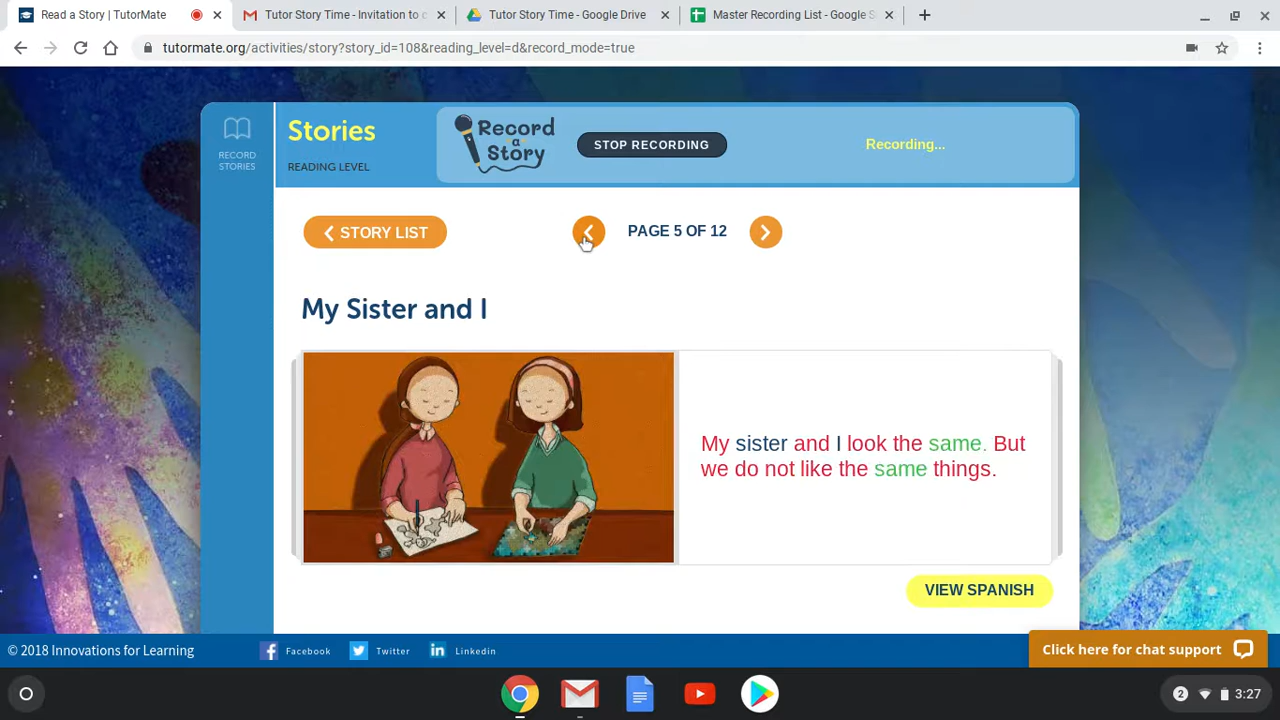 Read a Story | TutorMate
Tutor Story Time - Invitation to c
Tutor Story Time - Google Drive
Master Recording List - Google S
tutormate.org/activities/story?story_id=108&reading_level=d&record_mode=true
RECORD
STORIES
Stories
READING LEVEL
Record
a
Story
STOP RECORDING
Recording...
STORY LIST
PAGE 5 OF 12
My Sister and I
My sister and I look the same. But
we do not like the same things.
VIEW SPANISH
© 2018 Innovations for Learning
Facebook
Twitter
Linkedin
Click here for chat support
2
3:27